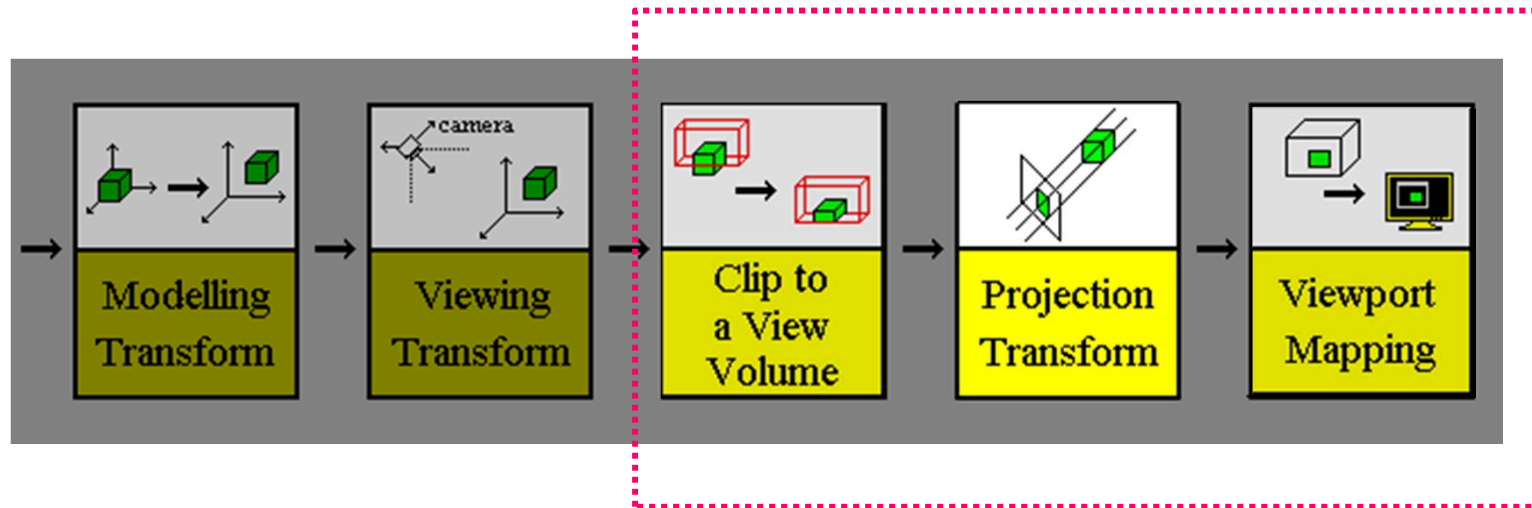 camera
Modelling
Transform
Viewing
Transform
Clip to
a View
Volume
Projection
Transform
Viewport
Mapping